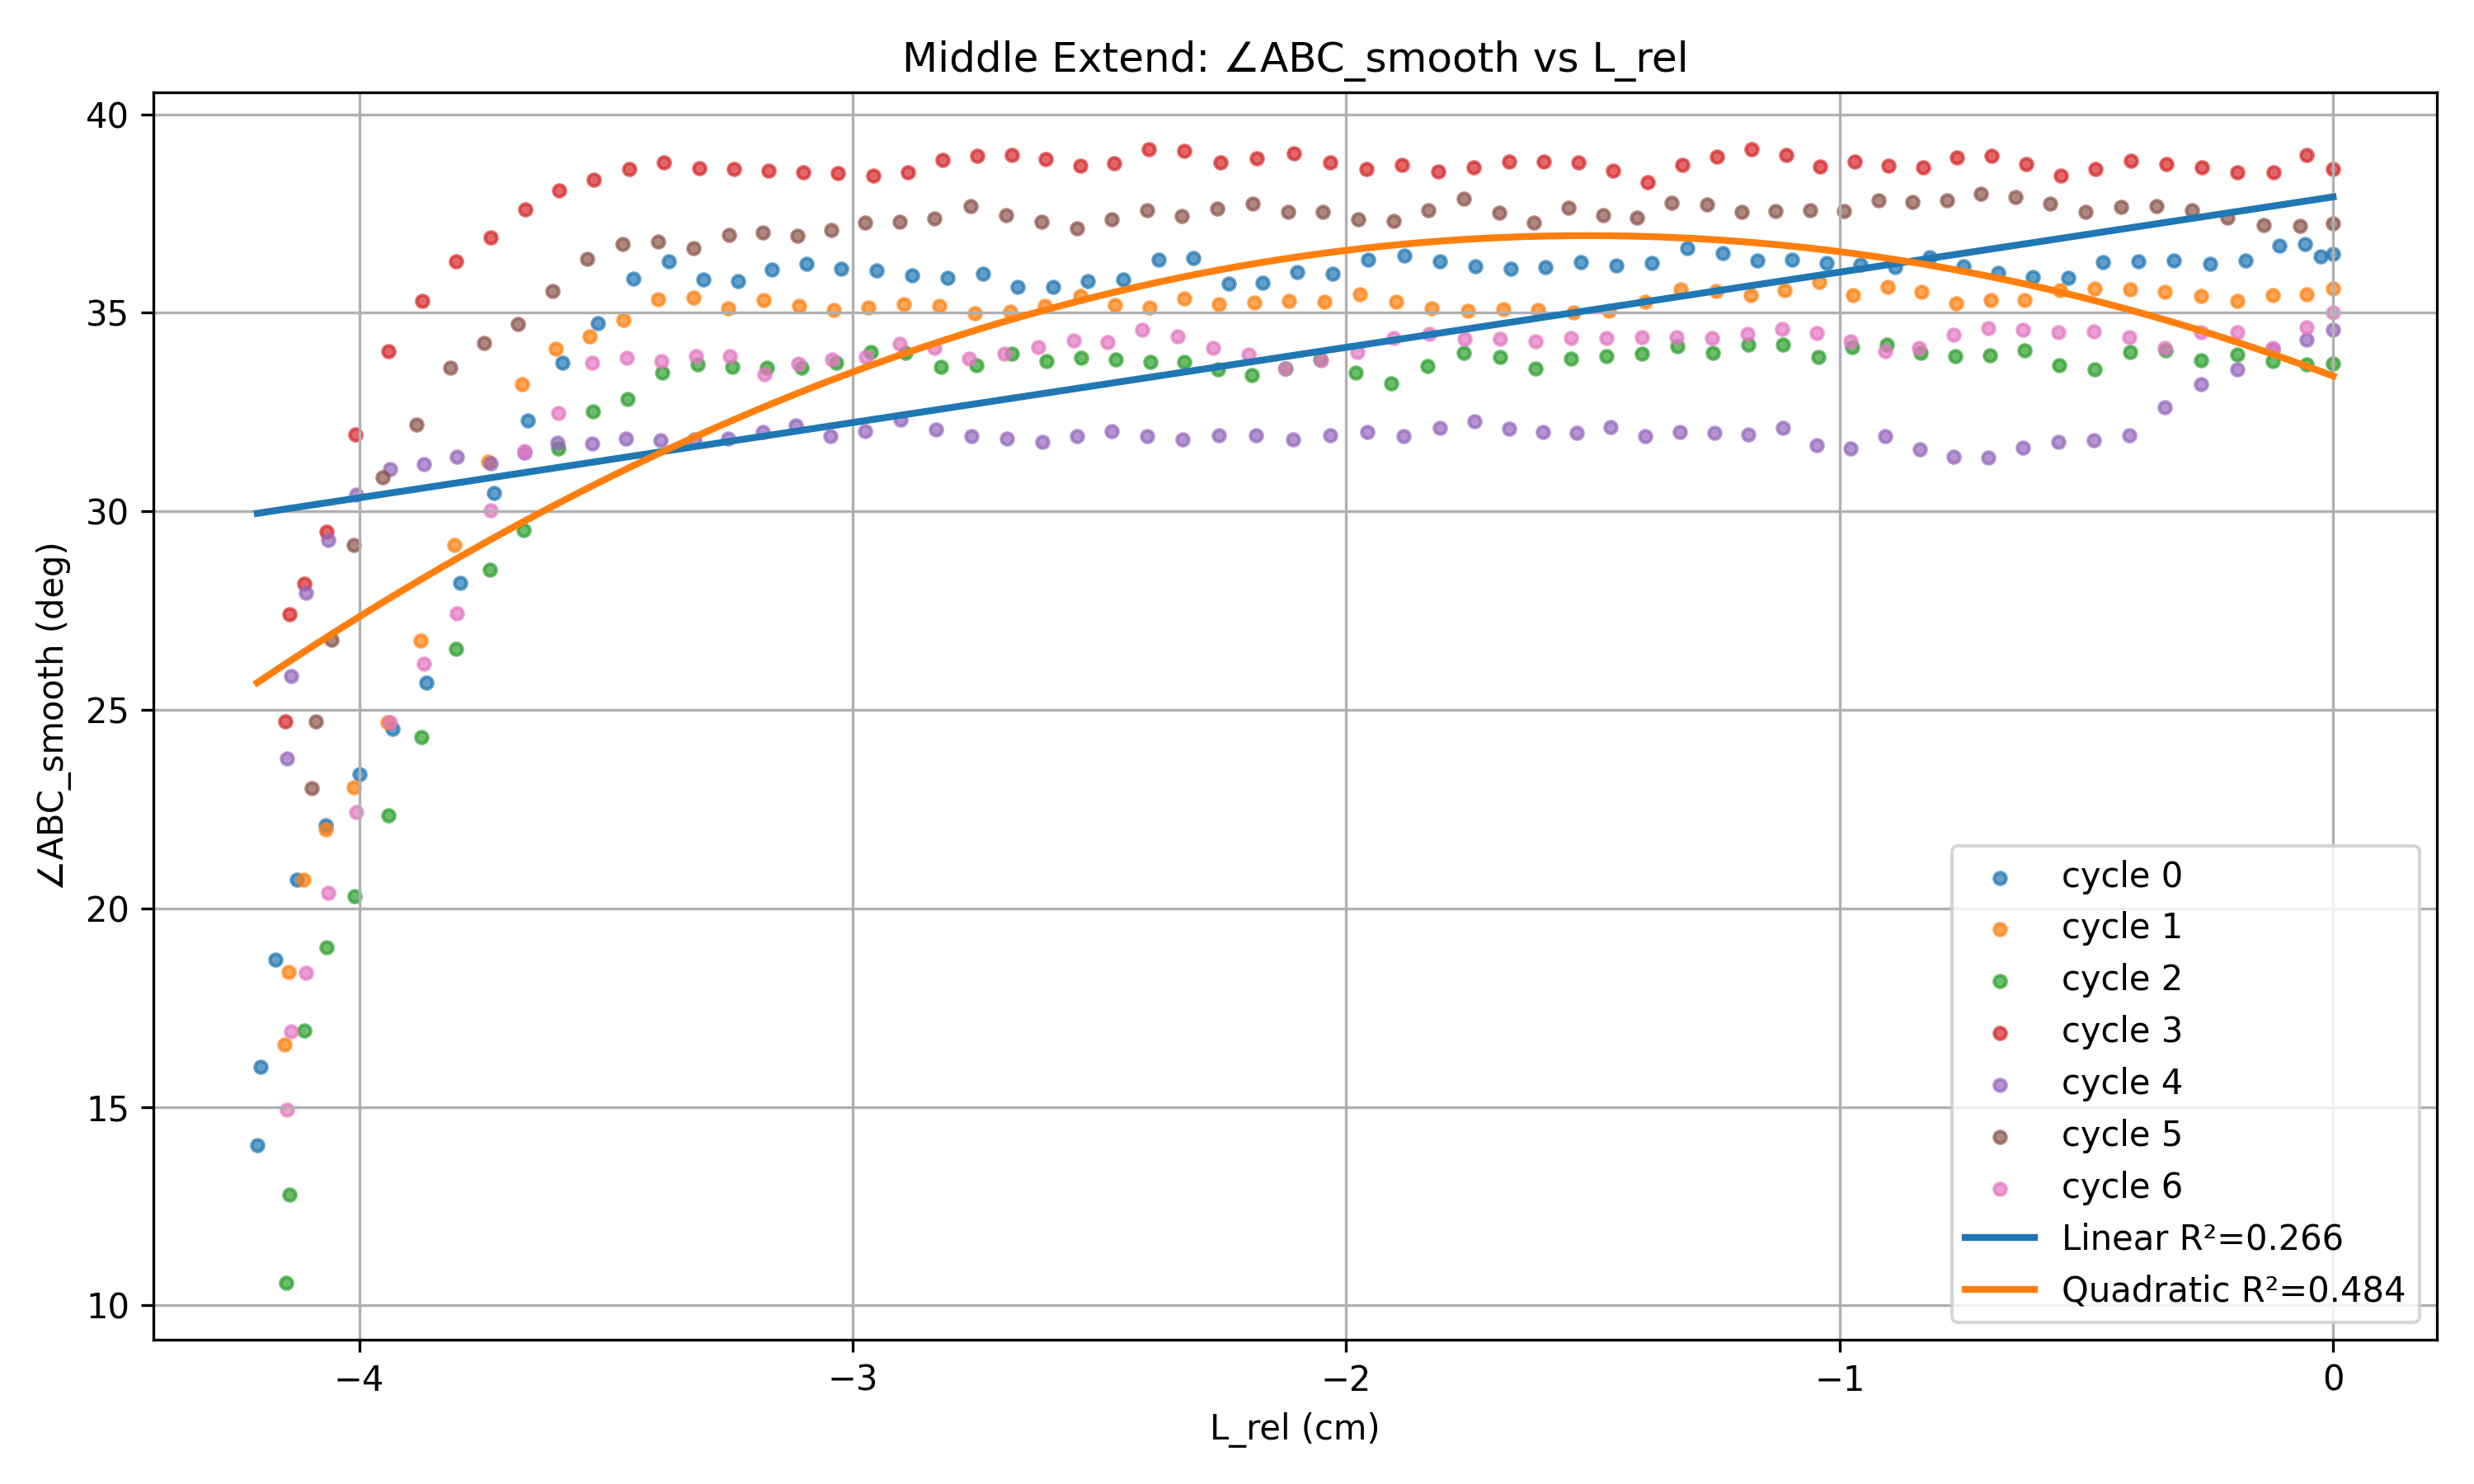 Middle Extend: ∠ABC_smooth vs L_rel
∠ABC_smooth (deg)
40
35
30
25
20
15
10
−4
−3
−2
−1
0
L_rel (cm)
cycle 0
cycle 1
cycle 2
cycle 3
cycle 4
cycle 5
cycle 6
Linear R²=0.266
Quadratic R²=0.484